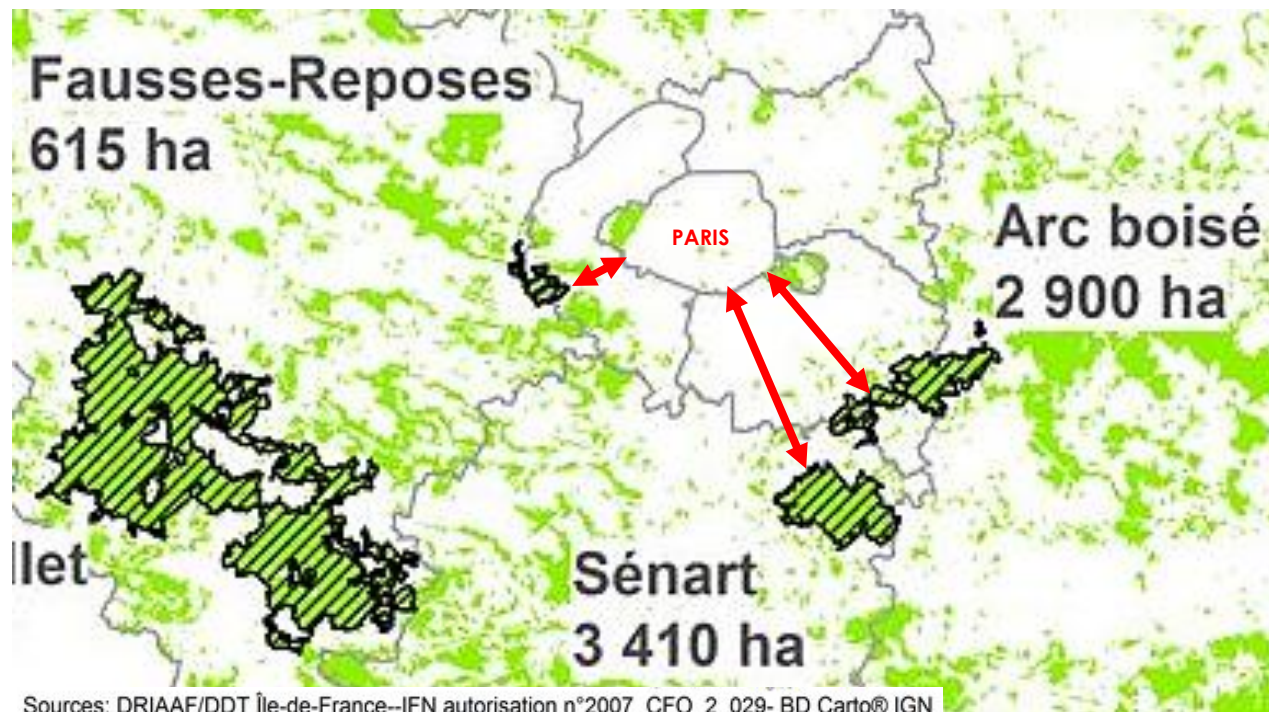 Fausses-Reposes
615 ha
PARIS
Arc boisé
2 900 ha
llet
Sénart
3 410 ha
Sources: DRIAAF/DDT Île-de-France--IFN autorisation n°2007_CFO_2_029- BD Carto® IGN